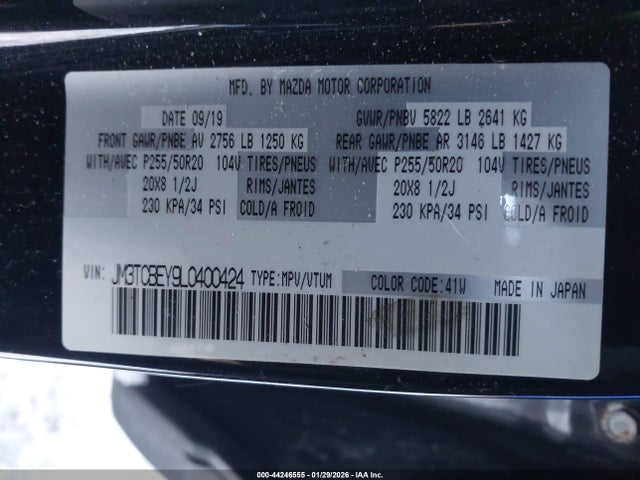 MFD. BY MAZDA MOTOR CORPORATION
DATE 09/19 GVWR/PNBV 5822 LB 2641 KG
FRONT GAWR/PNBE AV 2756 LB 1250 KG REAR GAWR/PNBE AR 3146 LB 1427 KG
WITH/AVEC P255/50R20 104V TIRES/PNEUS WITH/AVEC P255/50R20 104V TIRES/PNEUS
20X8 1/2J RIMS/JANTES 20X8 1/2J RIMS/JANTES
230 KPA/34 PSI COLD/A FROID 230 KPA/34 PSI COLD/A FROID
VIN: JM3TCBEY9L0400424 TYPE:MPV/VTUM COLOR CODE:41W MADE IN JAPAN
000-44246555 - 01/29/2026 - IAA Inc.